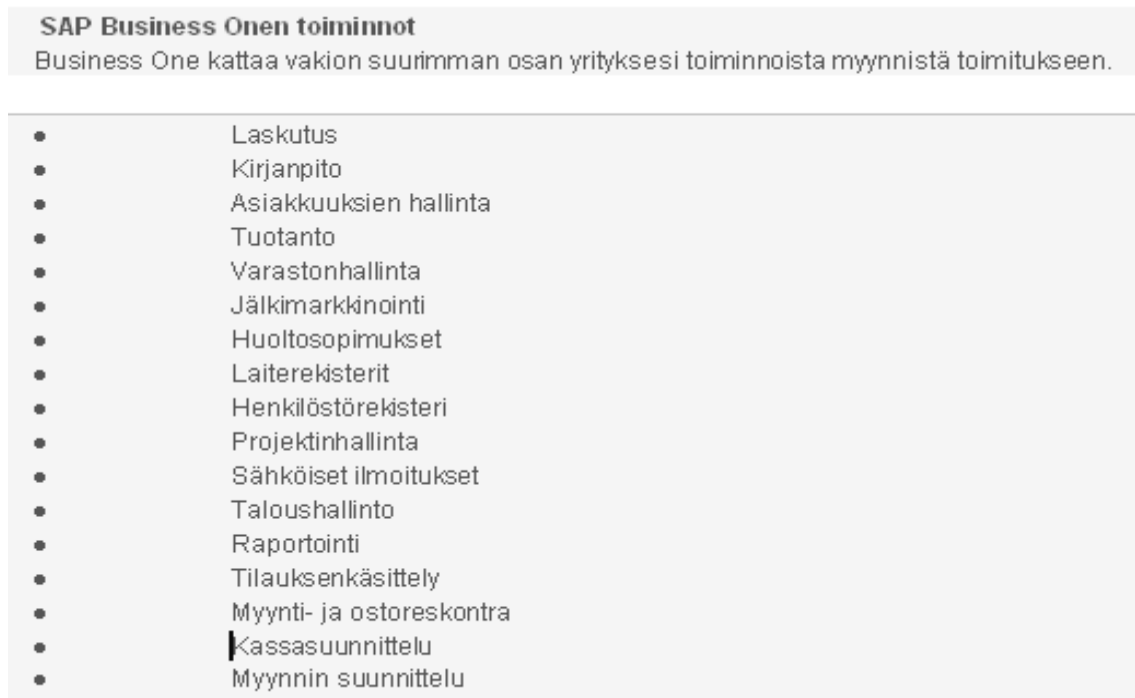 SAP Business Onen toiminnot
Business One kattaa vakion suurimman osan yrityksesi toiminnoista myynnistä toimitukseen.
• Laskutus
• Kirjanpito
• Asiakkuuksien hallinta
• Tuotanto
• Varastonhallinta
• Jälkimarkkinointi
• Huoltosopimukset
• Laiterekisterit
• Henkilöstörekisteri
• Projektinhallinta
• Sähköiset ilmoitukset
• Taloushallinto
• Raportointi
• Tilauksenkäsittely
• Myynti- ja ostoreskontra
• Kassasuunnittelu
• Myynnin suunnittelu